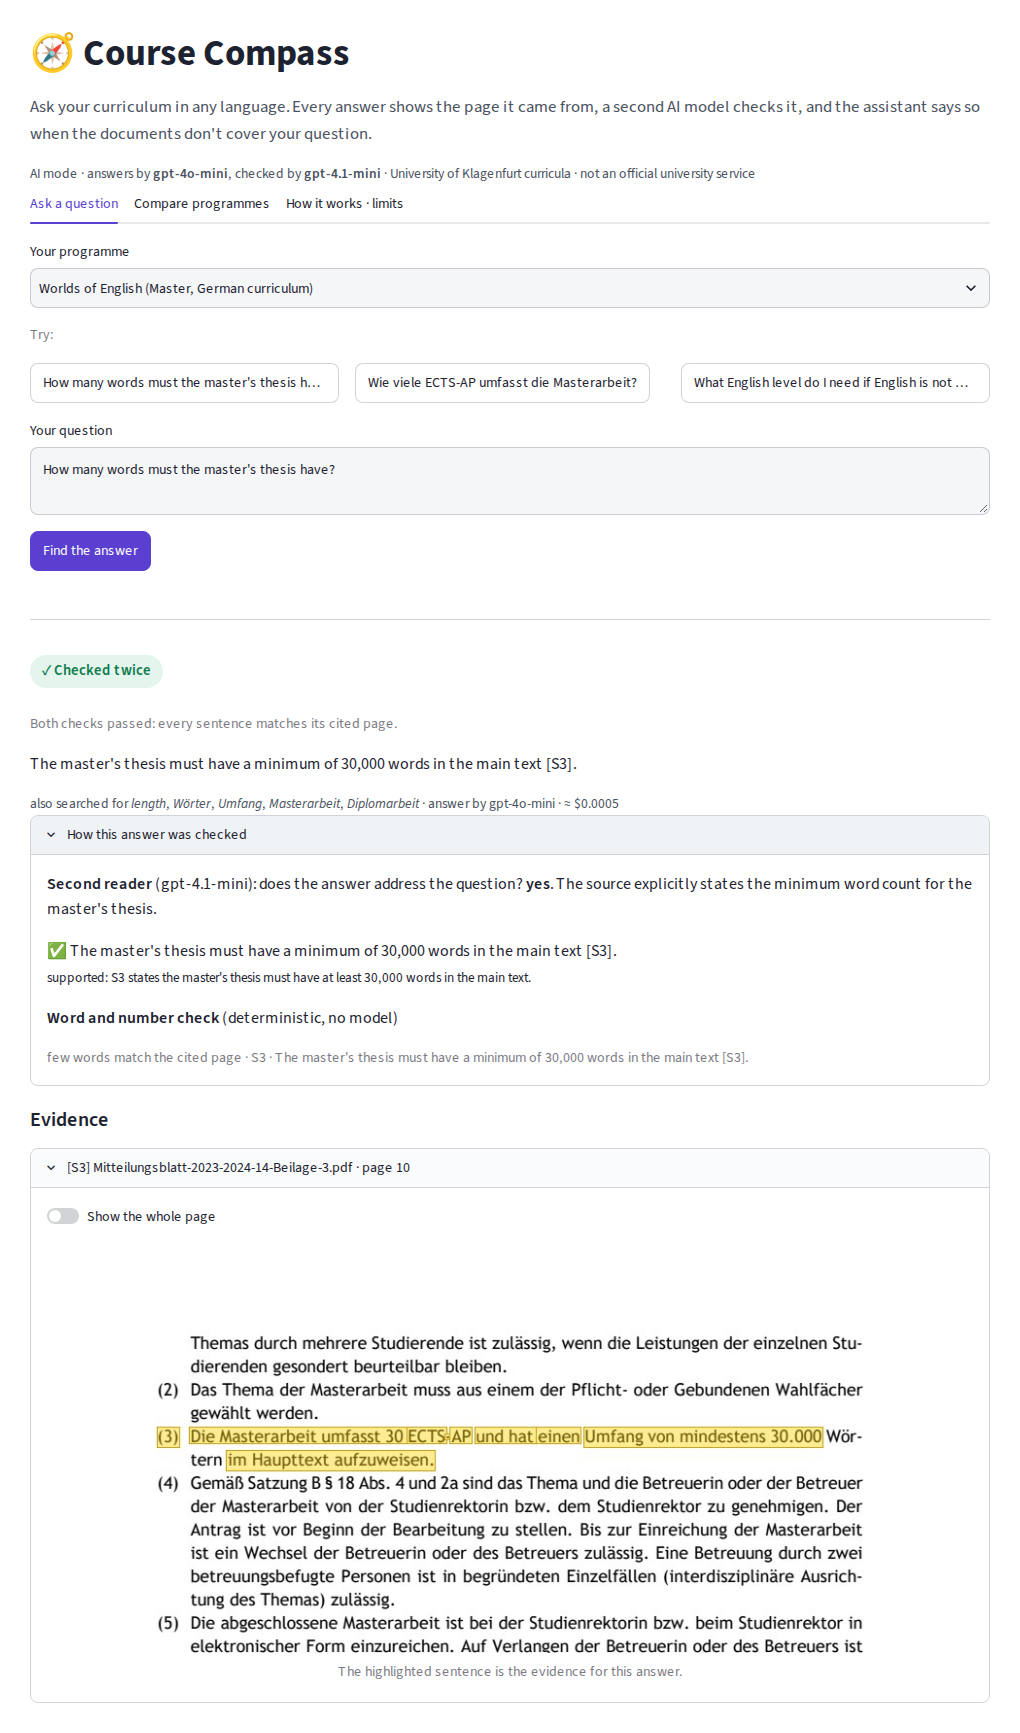 Course Compass
Ask your curriculum in any language. Every answer shows the page it came from, a second AI model checks it, and the assistant says so
when the documents don't cover your question.
AI mode · answers by gpt-4o-mini, checked by gpt-4.1-mini · University of Klagenfurt curricula · not an official university service
Ask a question Compare programmes How it works · limits
Your programme
Worlds of English (Master, German curriculum)
Try:
How many words must the master's thesis h… Wie viele ECTS-AP umfasst die Masterarbeit? What English level do I need if English is not …
Your question
How many words must the master's thesis have?
Find the answer
✓ Checked twice
Both checks passed: every sentence matches its cited page.
The master's thesis must have a minimum of 30,000 words in the main text [S3].
also searched for length, Wörter, Umfang, Masterarbeit, Diplomarbeit · answer by gpt-4o-mini · ≈ $0.0005
How this answer was checked
Second reader (gpt-4.1-mini): does the answer address the question? yes. The source explicitly states the minimum word count for the
master's thesis.
✅ The master's thesis must have a minimum of 30,000 words in the main text [S3].
supported: S3 states the master's thesis must have at least 30,000 words in the main text.
Word and number check (deterministic, no model)
few words match the cited page · S3 · The master's thesis must have a minimum of 30,000 words in the main text [S3].
Evidence
[S3] Mitteilungsblatt-2023-2024-14-Beilage-3.pdf · page 10
Show the whole page
Themas durch mehrere Studierende ist zulässig, wenn die Leistungen der einzelnen Stu-
dierenden gesondert beurteilbar bleiben.
(2) Das Thema der Masterarbeit muss aus einem der Pflicht- oder Gebundenen Wahlfächer
gewählt werden.
(3) Die Masterarbeit umfasst 30 ECTS-AP und hat einen Umfang von mindestens 30.000 Wör-
tern im Haupttext aufzuweisen.
(4) Gemäß Satzung B § 18 Abs. 4 und 2a sind das Thema und die Betreuerin oder der Betreuer
der Masterarbeit von der Studienrektorin bzw. dem Studienrektor zu genehmigen. Der
Antrag ist vor Beginn der Bearbeitung zu stellen. Bis zur Einreichung der Masterarbeit
ist ein Wechsel der Betreuerin oder des Betreuers zulässig. Eine Betreuung durch zwei
betreuungsbefugte Personen ist in begründeten Einzelfällen (interdisziplinäre Ausrich-
tung des Themas) zulässig.
(5) Die abgeschlossene Masterarbeit ist bei der Studienrektorin bzw. beim Studienrektor in
elektronischer Form einzureichen. Auf Verlangen der Betreuerin oder des Betreuers ist
The highlighted sentence is the evidence for this answer.